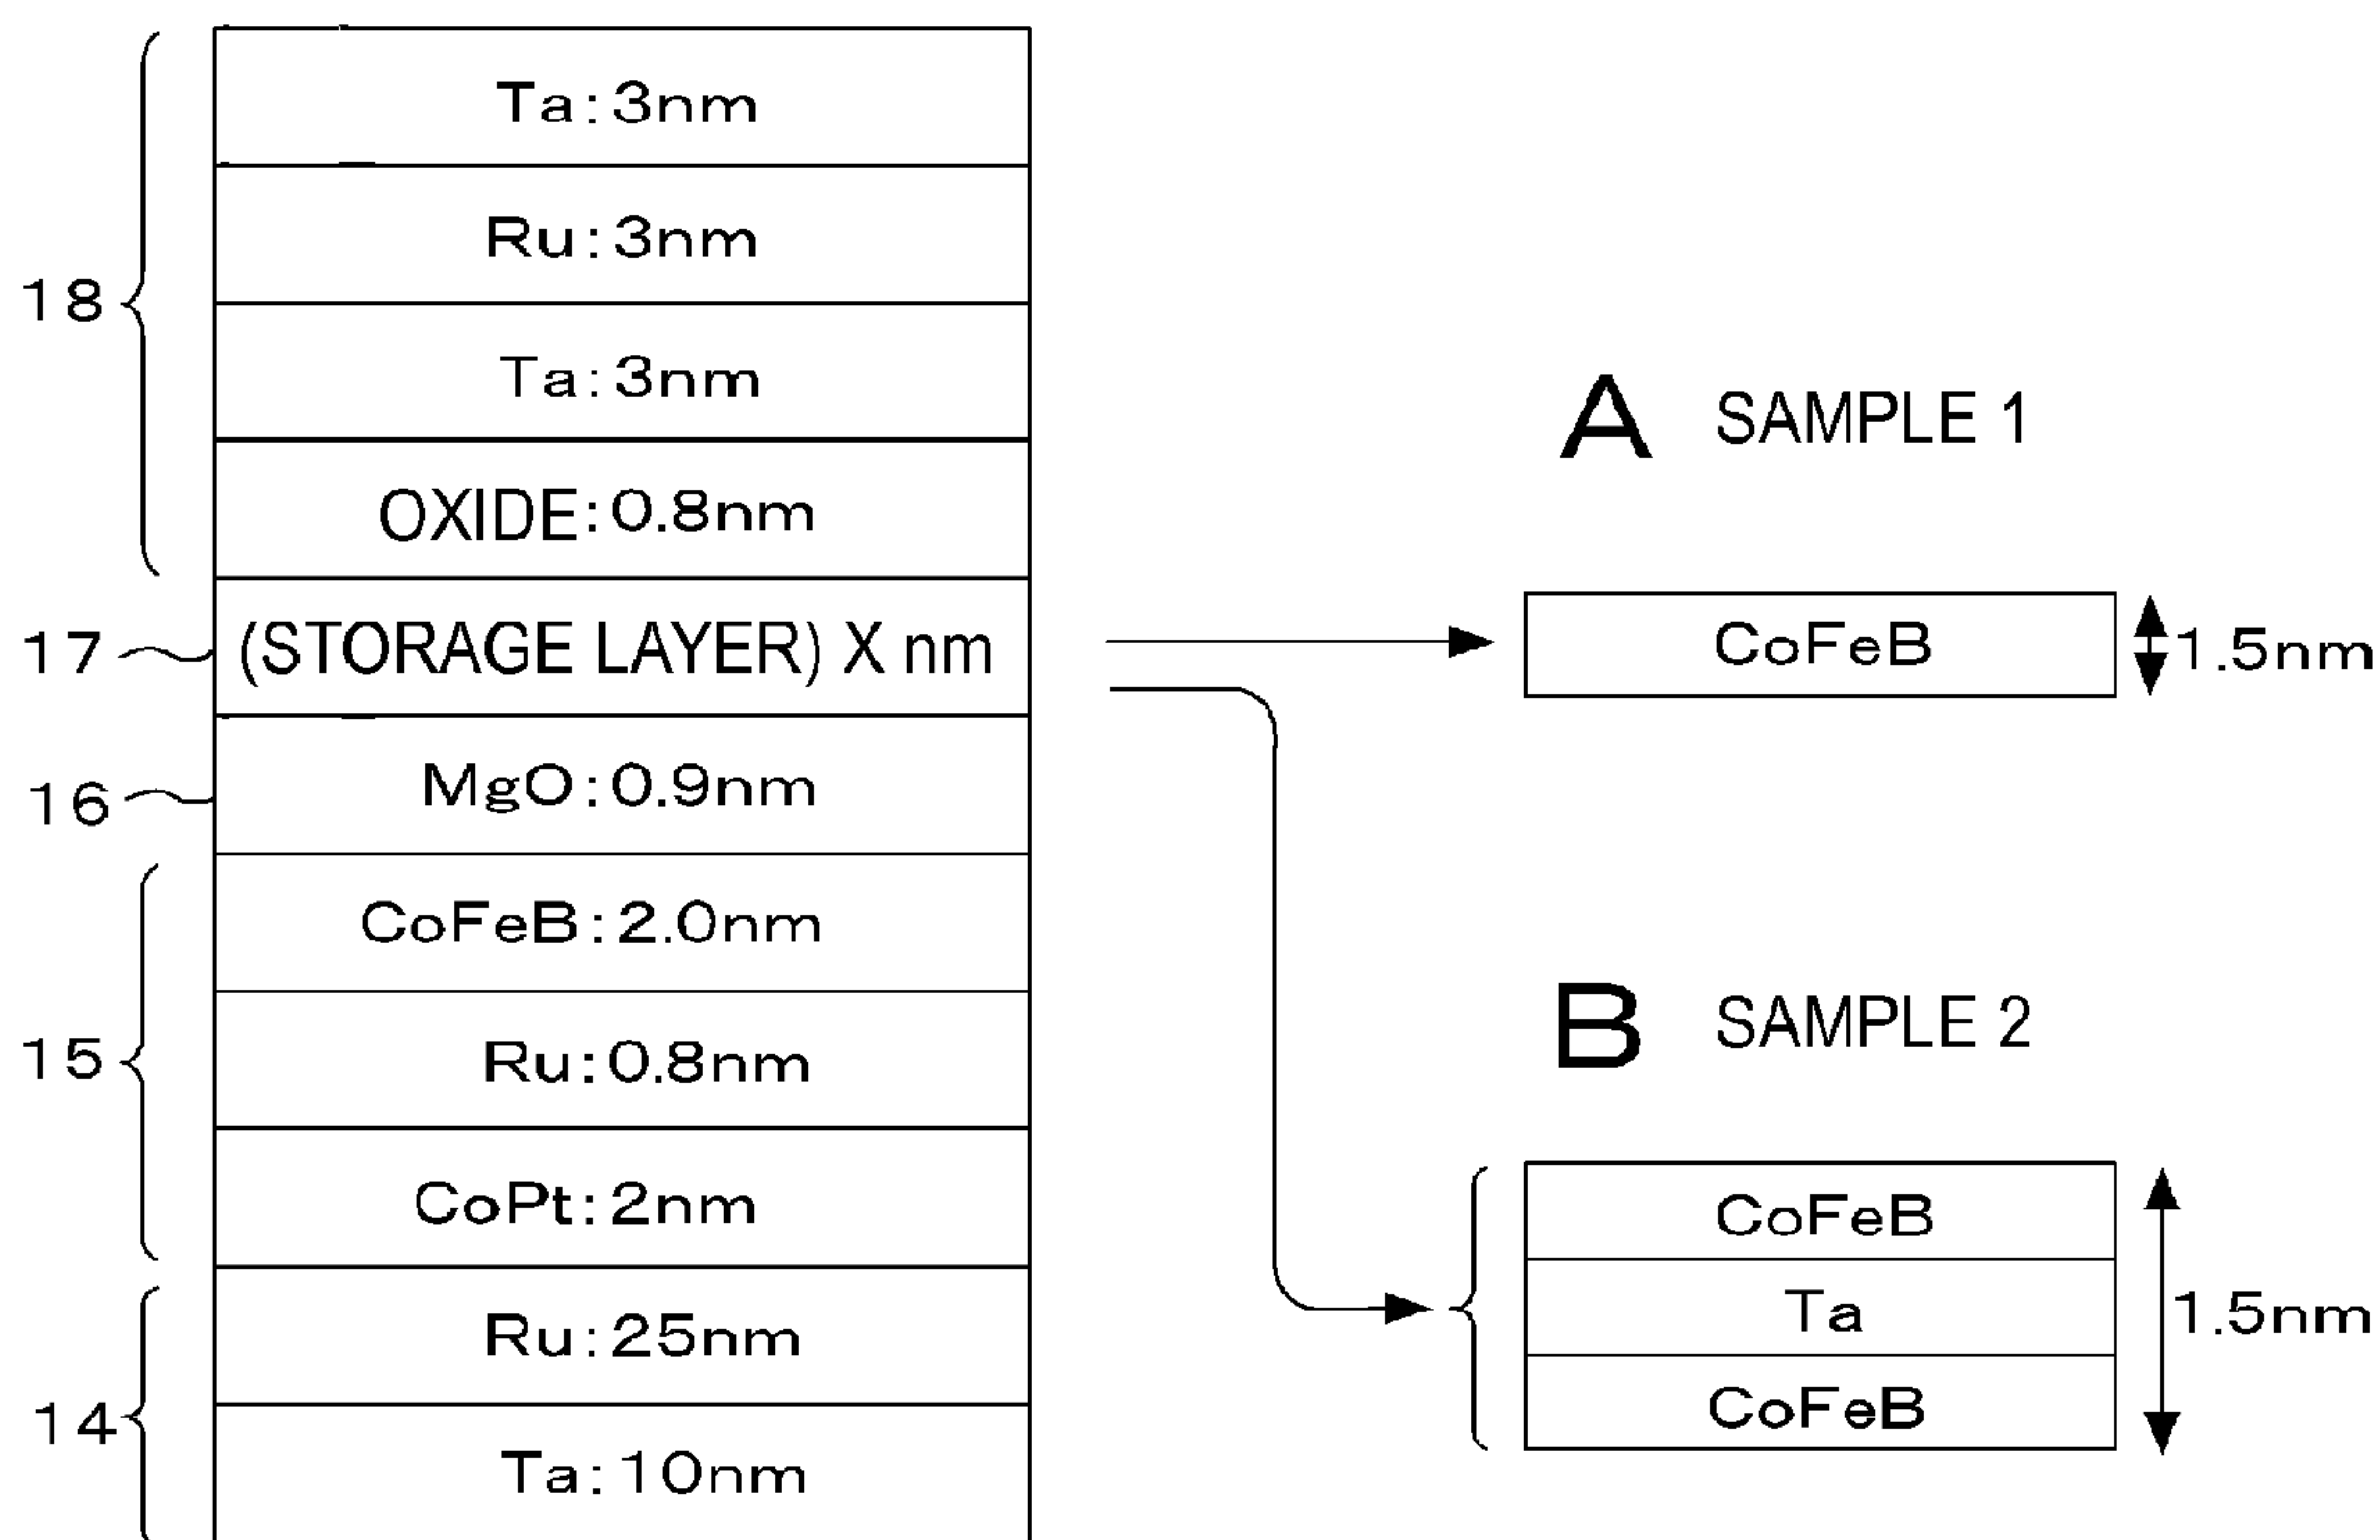 Ta:3nm
Ru:3nm
18
Ta:3nm
OXIDE:0.8nm
17
(STORAGE LAYER) X nm
16
MgO:0.9nm
CoFeB:2.0nm
15
Ru:0.8nm
CoPt:2nm
Ru:25nm
14
Ta:10nm
A SAMPLE 1
CoFeB
1.5nm
B SAMPLE 2
CoFeB
Ta
1.5nm
CoFeB